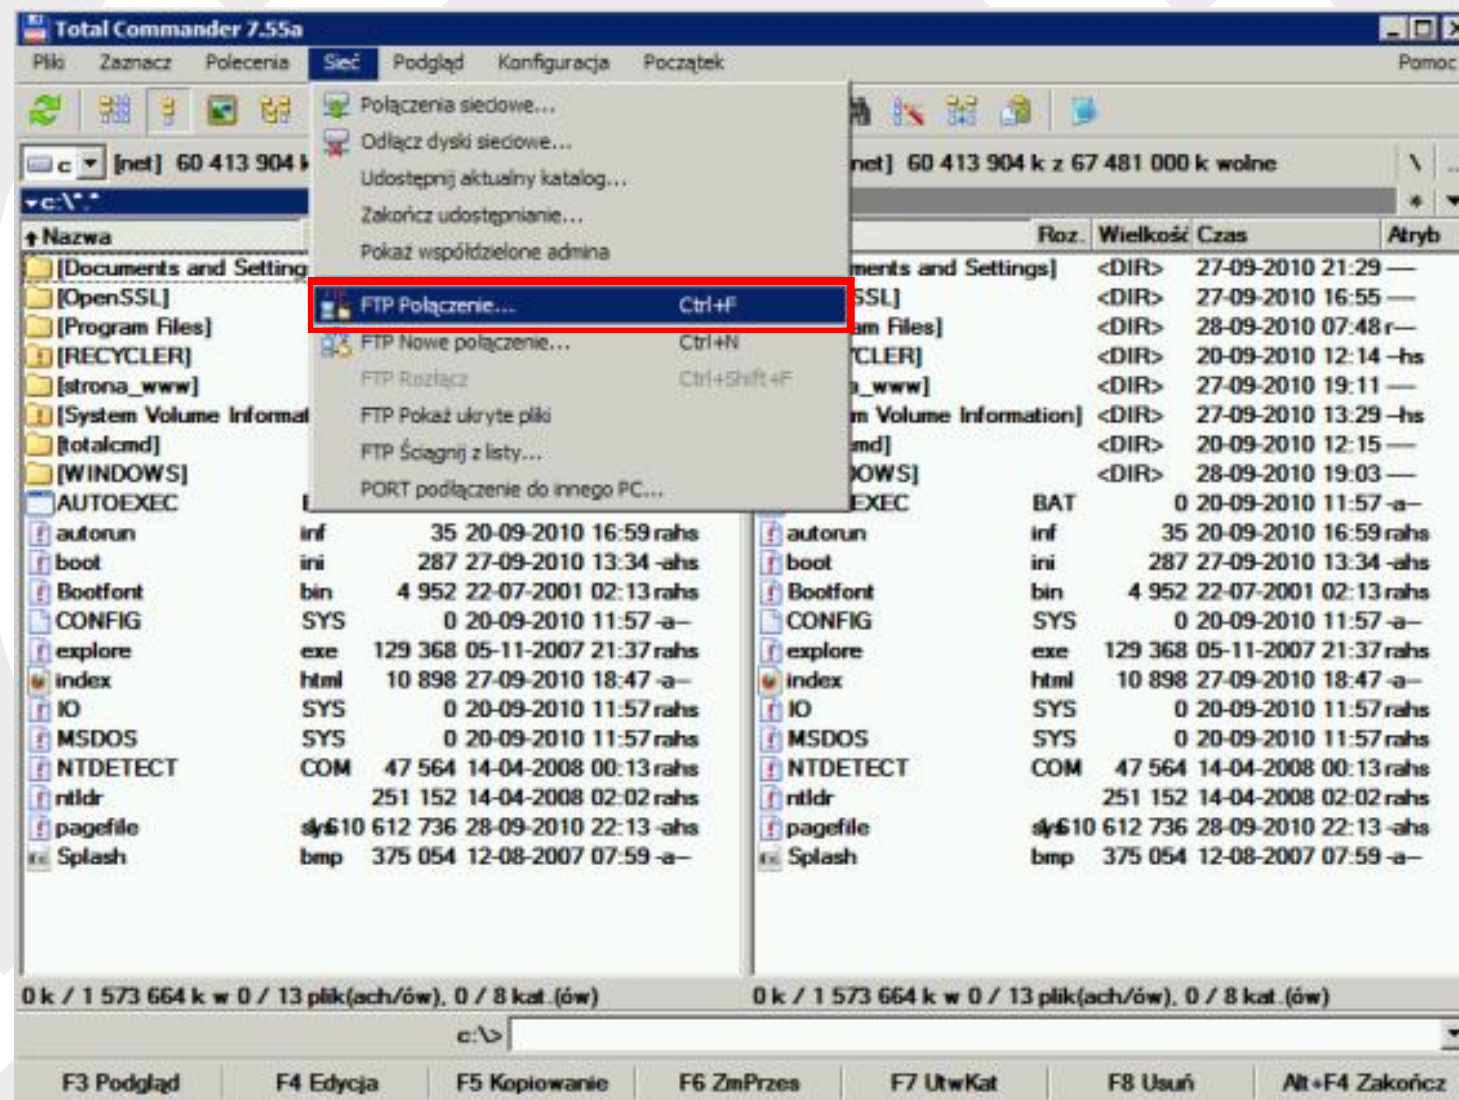 Total Commander 7.55a
Pliki Zaznacz Polecenia Sieć Podgląd Konfiguracja Początek Pomoc
Połączenia sieciowe...
Odłącz dyski sieciowe...
Udostępnij aktualny katalog...
Zakończ udostępnianie...
Pokaż współdzielone admina
FTP Połączenie... Ctrl+F
FTP Nowe połączenie... Ctrl+N
FTP Rozłącz Ctrl+Shift+F
FTP Pokaż ukryte pliki
FTP Ściągnij z listy...
PORT podłączenie do innego PC...
c [net] 60 413 904 k net] 60 413 904 k z 67 481 000 k wolne \ ..
c:\*.* * 
Nazwa Roz. Wielkość Czas Atryb
[Documents and Setting ments and Settings] <DIR> 27-09-2010 21:29 ----
[OpenSSL] SSL] <DIR> 27-09-2010 16:55 ----
[Program Files] am Files] <DIR> 28-09-2010 07:48 r---
[RECYCLER] CLER] <DIR> 20-09-2010 12:14 --hs
[strona_www] _www] <DIR> 27-09-2010 19:11 ----
[System Volume Informat m Volume Information] <DIR> 27-09-2010 13:29 --hs
[totalcmd] md] <DIR> 20-09-2010 12:15 ----
[WINDOWS] OWS] <DIR> 28-09-2010 19:03 ----
AUTOEXEC EXEC BAT 0 20-09-2010 11:57 -a--
autorun inf 35 20-09-2010 16:59 rahs autorun inf 35 20-09-2010 16:59 rahs
boot ini 287 27-09-2010 13:34 -ahs boot ini 287 27-09-2010 13:34 -ahs
Bootfont bin 4 952 22-07-2001 02:13 rahs Bootfont bin 4 952 22-07-2001 02:13 rahs
CONFIG SYS 0 20-09-2010 11:57 -a-- CONFIG SYS 0 20-09-2010 11:57 -a--
explore exe 129 368 05-11-2007 21:37 rahs explore exe 129 368 05-11-2007 21:37 rahs
index html 10 898 27-09-2010 18:47 -a-- index html 10 898 27-09-2010 18:47 -a--
IO SYS 0 20-09-2010 11:57 rahs IO SYS 0 20-09-2010 11:57 rahs
MSDOS SYS 0 20-09-2010 11:57 rahs MSDOS SYS 0 20-09-2010 11:57 rahs
NTDETECT COM 47 564 14-04-2008 00:13 rahs NTDETECT COM 47 564 14-04-2008 00:13 rahs
ntldr 251 152 14-04-2008 02:02 rahs ntldr 251 152 14-04-2008 02:02 rahs
pagefile 610 612 736 28-09-2010 22:13 -ahs pagefile 610 612 736 28-09-2010 22:13 -ahs
Splash bmp 375 054 12-08-2007 07:59 -a-- Splash bmp 375 054 12-08-2007 07:59 -a--
0 k / 1 573 664 k w 0 / 13 plik(ach/ów), 0 / 8 kat.(ów) 0 k / 1 573 664 k w 0 / 13 plik(ach/ów), 0 / 8 kat.(ów)
c:\>
F3 Podgląd F4 Edycja F5 Kopiowanie F6 ZmPrzes F7 UtwKat F8 Usuń Alt+F4 Zakończ